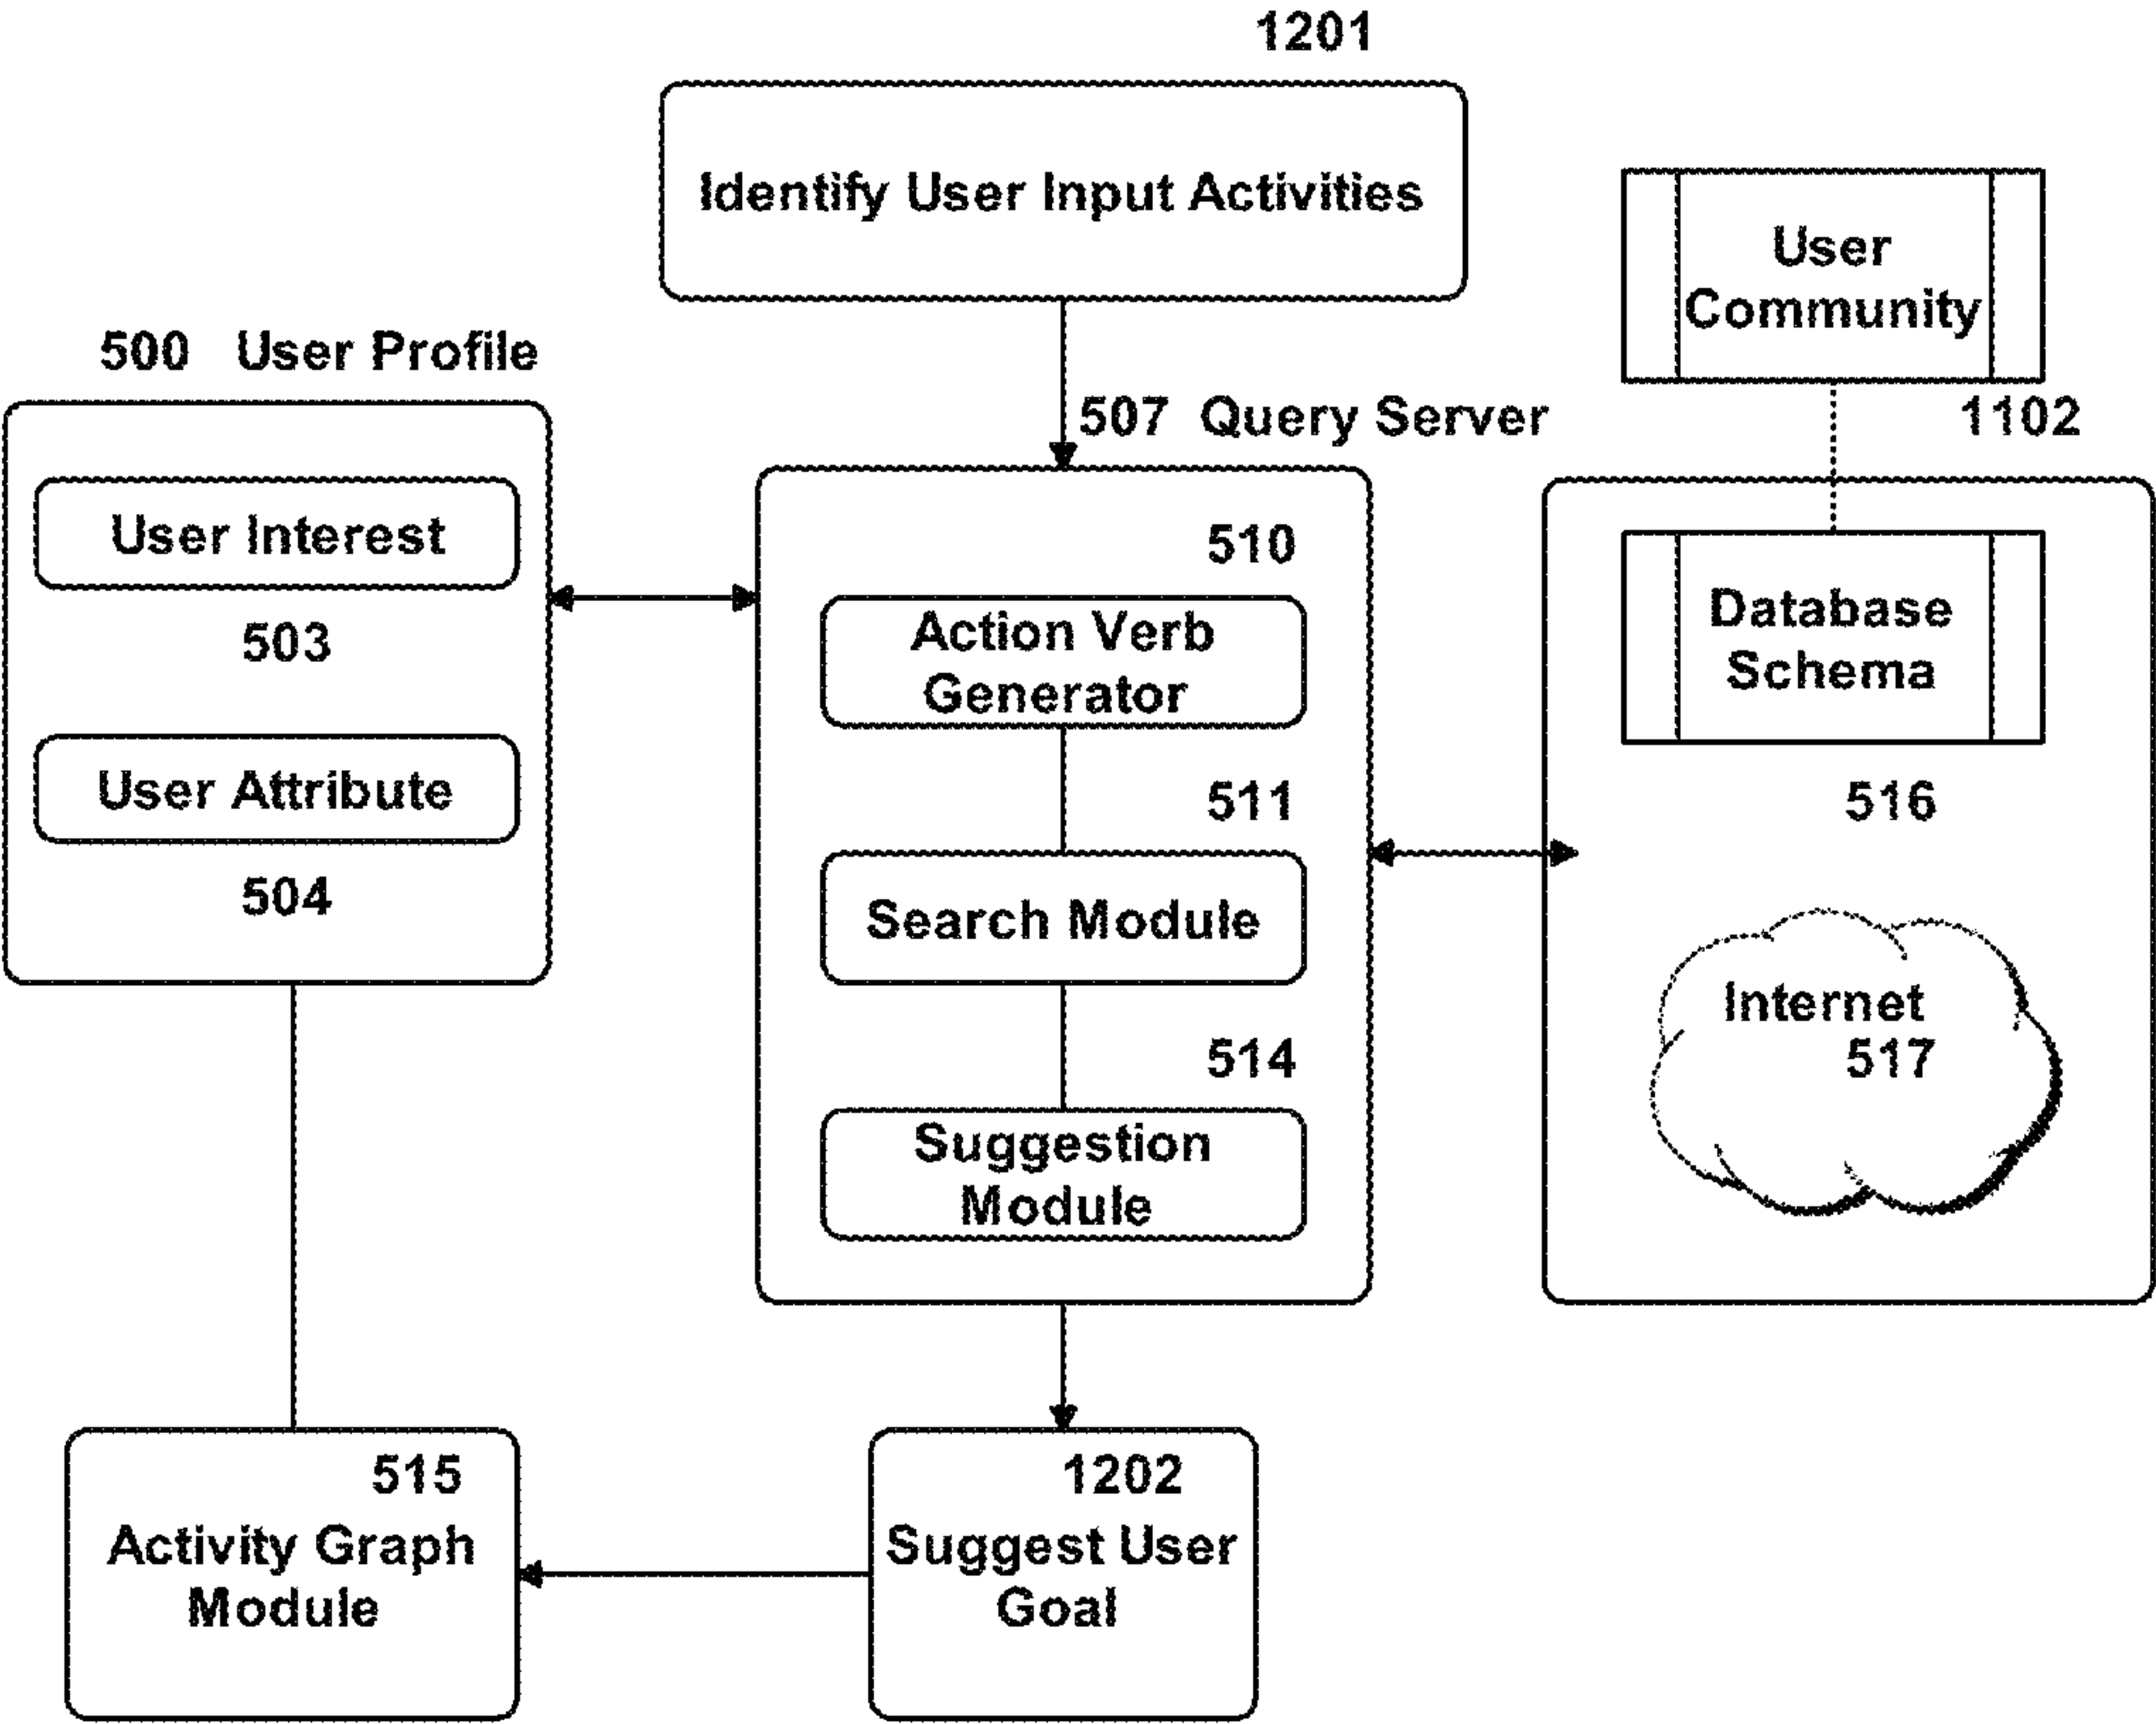 1201
Identify User Input Activities
User
Community
1102
500 User Profile
User Interest
503
User Attribute
504
507 Query Server
510
Action Verb
Generator
511
Search Module
514
Suggestion
Module
Database
Schema
516
Internet
517
515
Activity Graph
Module
1202
Suggest User
Goal